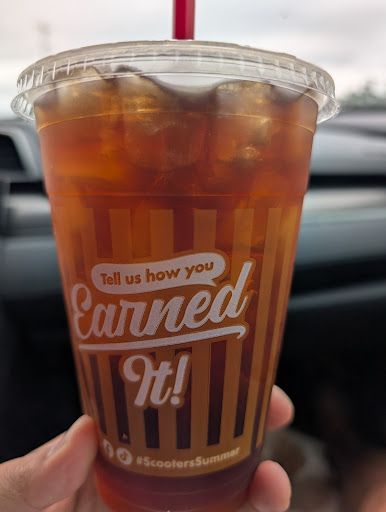 Tell us how you
Earned
It!
#ScootersSummer